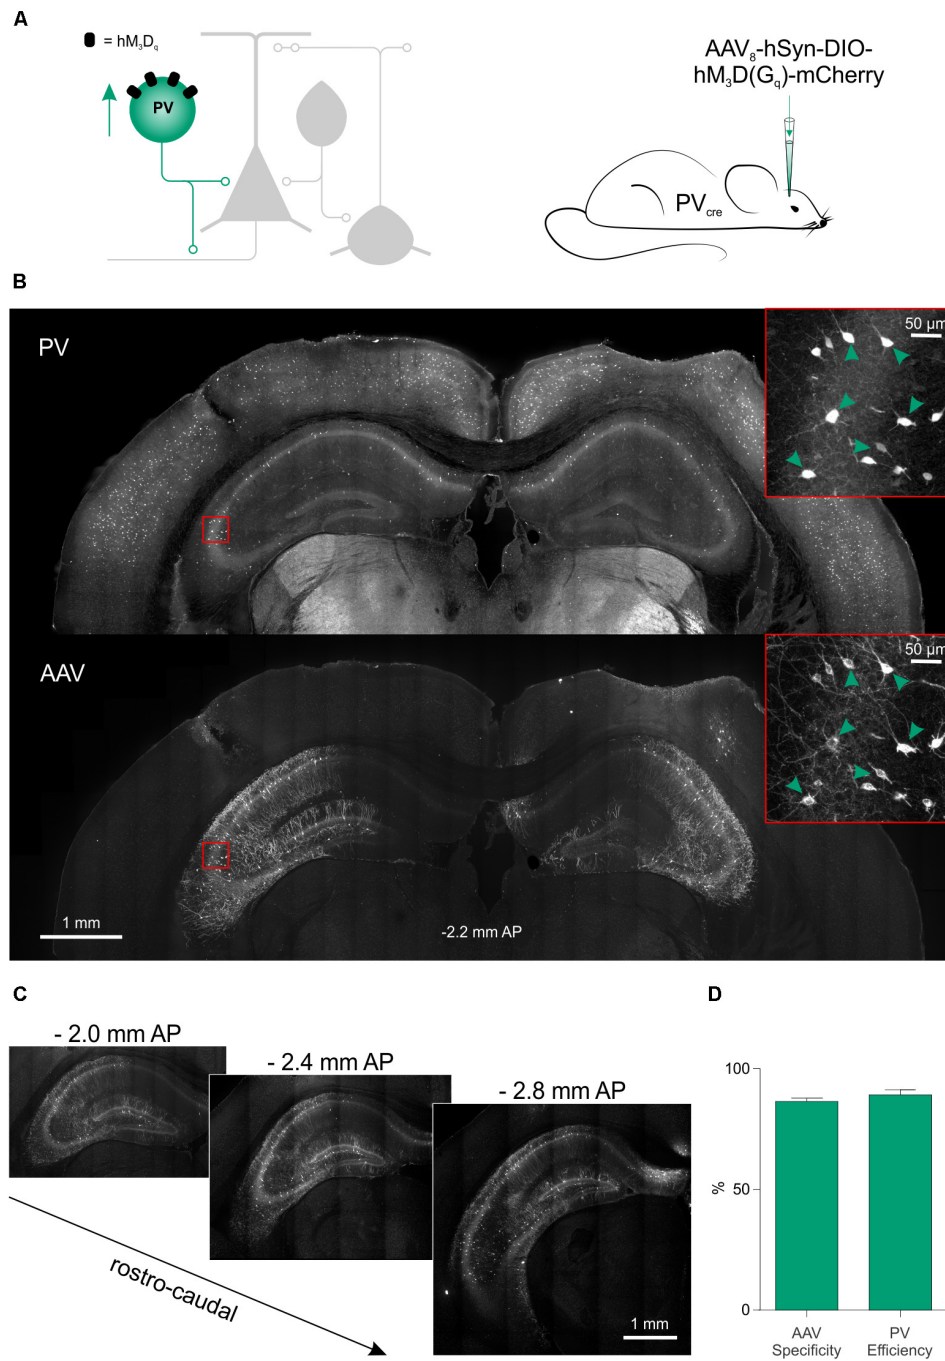 A
= hM₃Dq
PV
AAV₈-hSyn-DIO-
hM₃D(Gq)-mCherry
PVcre
B
PV
50 µm
AAV
50 µm
1 mm
-2.2 mm AP
C
- 2.0 mm AP
- 2.4 mm AP
- 2.8 mm AP
rostro-caudal
1 mm
D
100
50
0
%
AAV
Specificity
PV
Efficiency